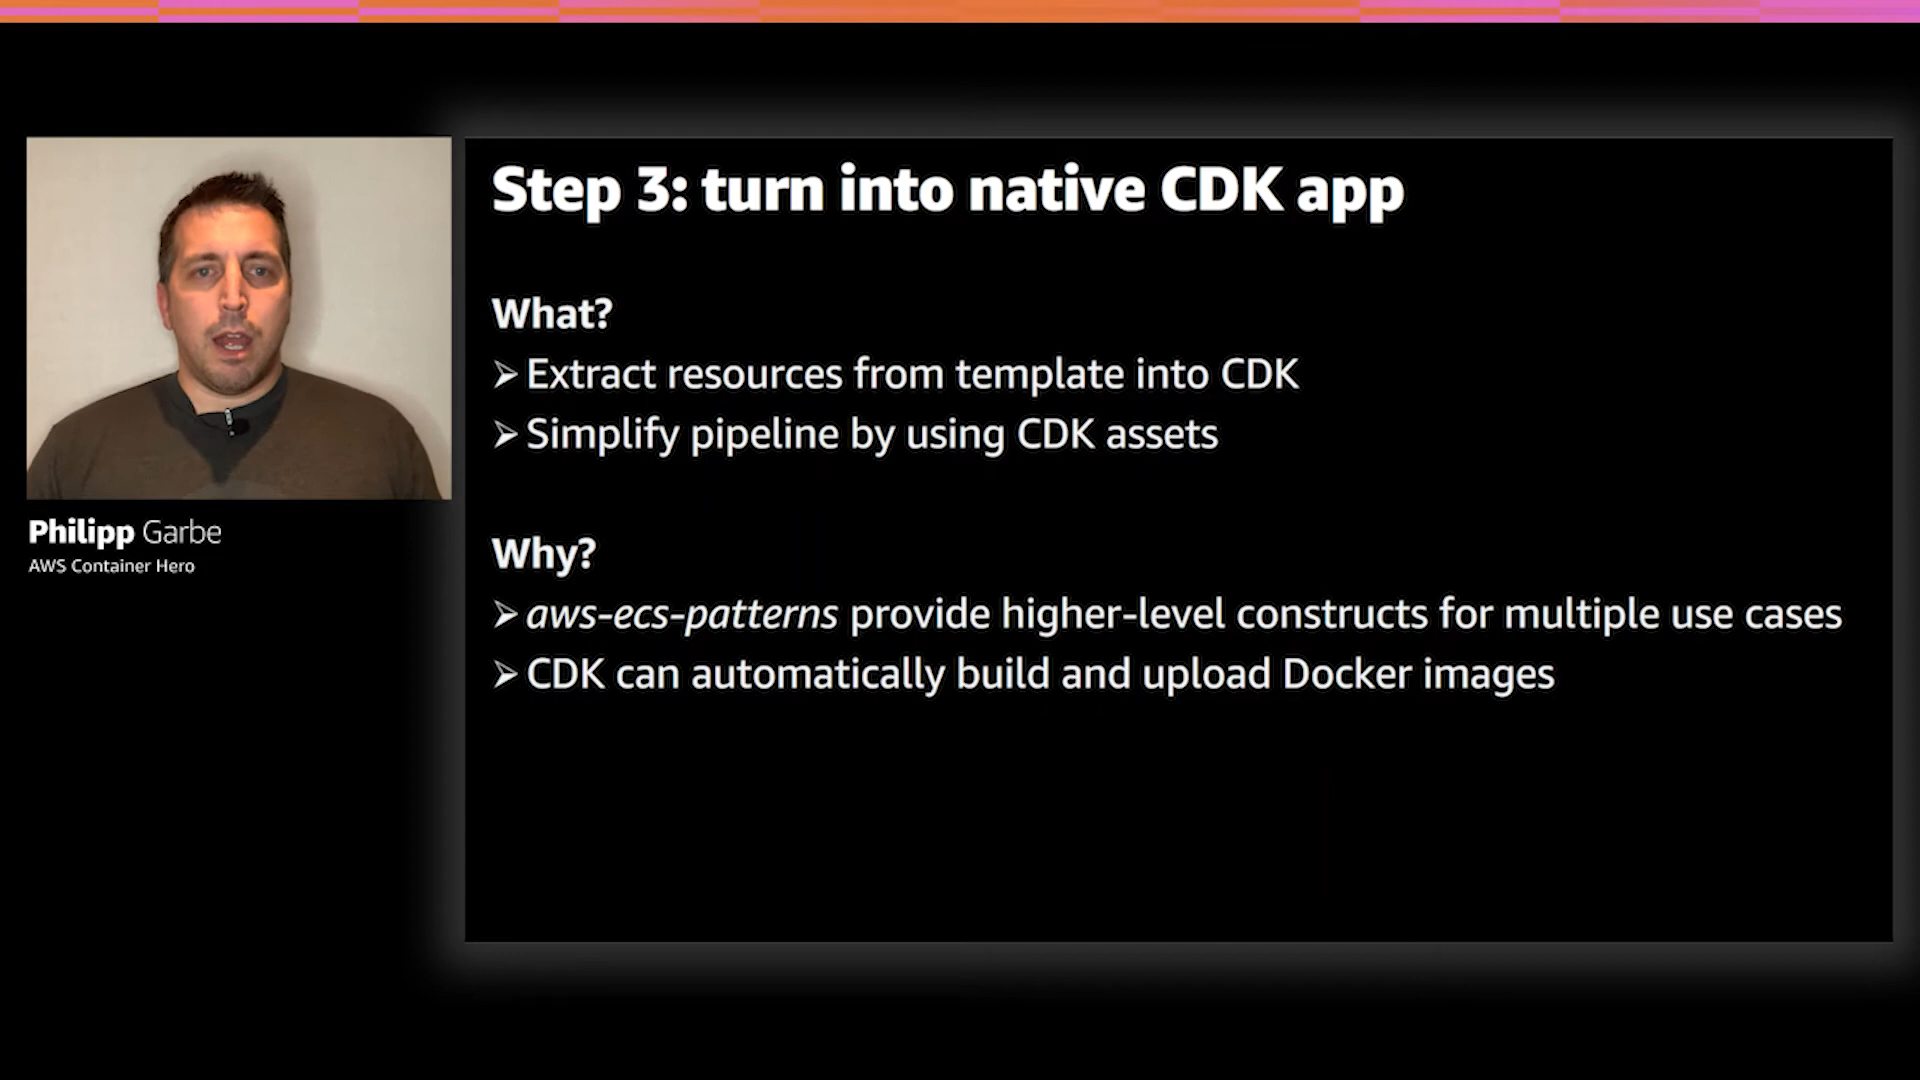 Step 3: turn into native CDK app
What?
➢ Extract resources from template into CDK
➢ Simplify pipeline by using CDK assets
Why?
➢ aws-ecs-patterns provide higher-level constructs for multiple use cases
➢ CDK can automatically build and upload Docker images
Philipp Garbe
AWS Container Hero